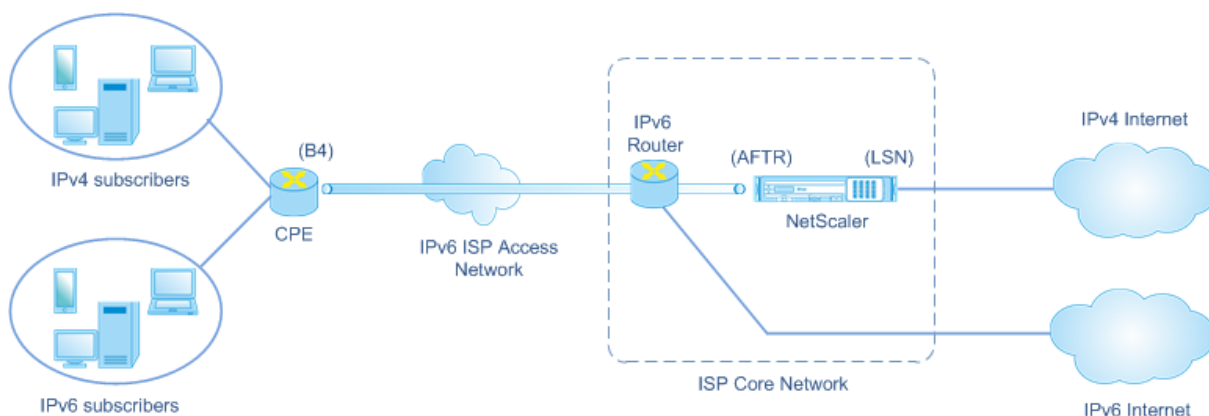 IPv4 subscribers
(B4)
CPE
IPv6 subscribers
IPv6 ISP Access
Network
IPv6
Router
(AFTR)
(LSN)
NetScaler
ISP Core Network
IPv4 Internet
IPv6 Internet